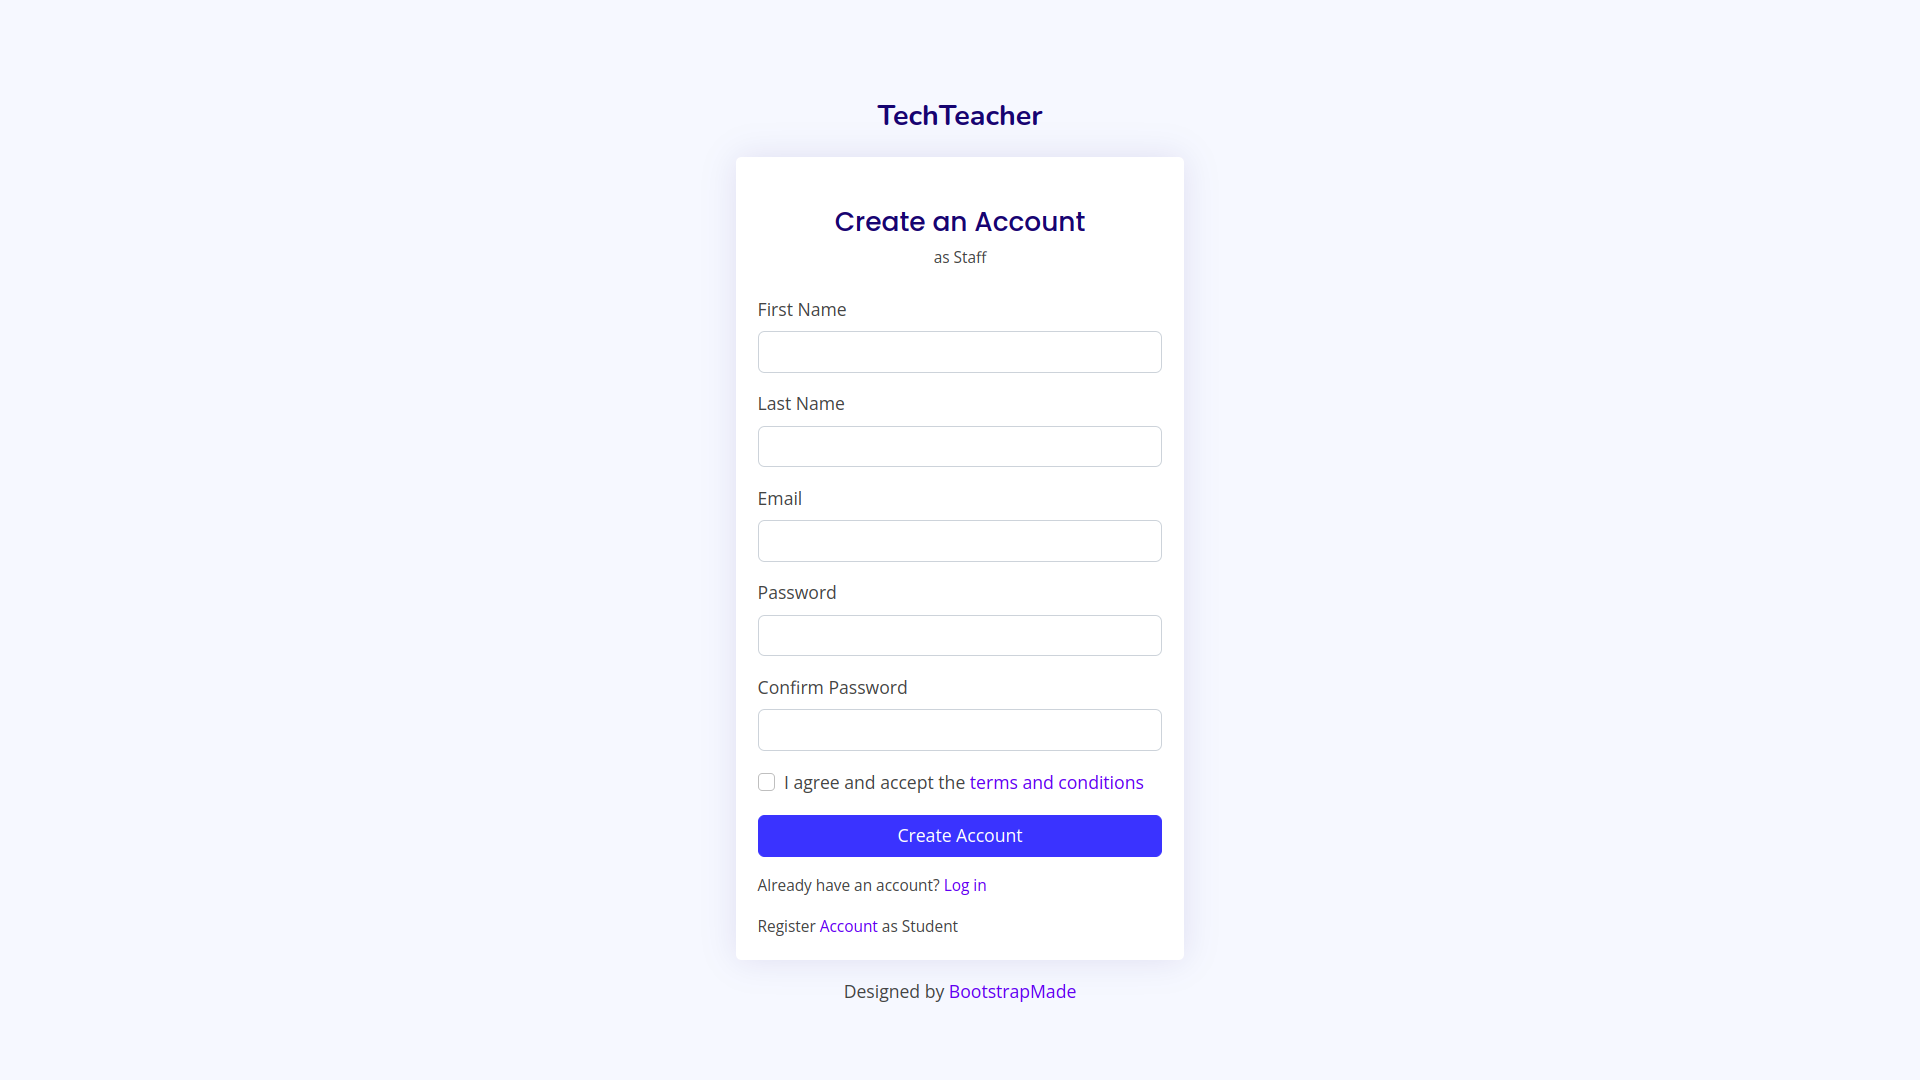 TechTeacher
Create an Account
as Staff
First Name
Last Name
Email
Password
Confirm Password
I agree and accept the terms and conditions
Create Account
Already have an account? Log in
Register Account as Student
Designed by BootstrapMade